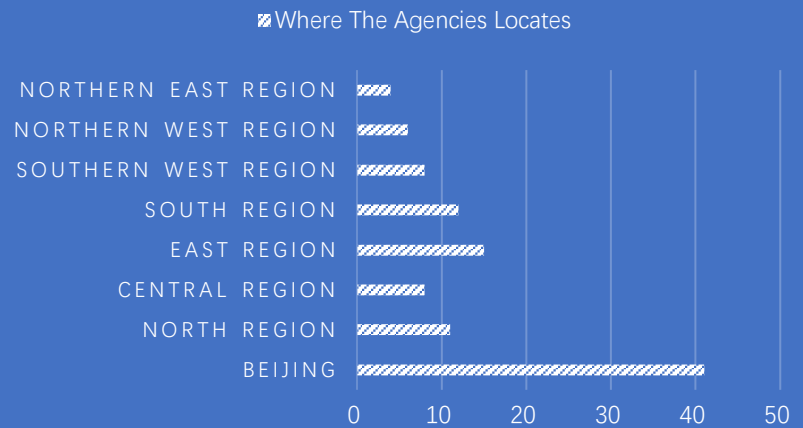 Where The Agencies Locates
NORTHERN EAST REGION
NORTHERN WEST REGION
SOUTHERN WEST REGION
SOUTH REGION
EAST REGION
CENTRAL REGION
NORTH REGION
BEIJING
0 10 20 30 40 50